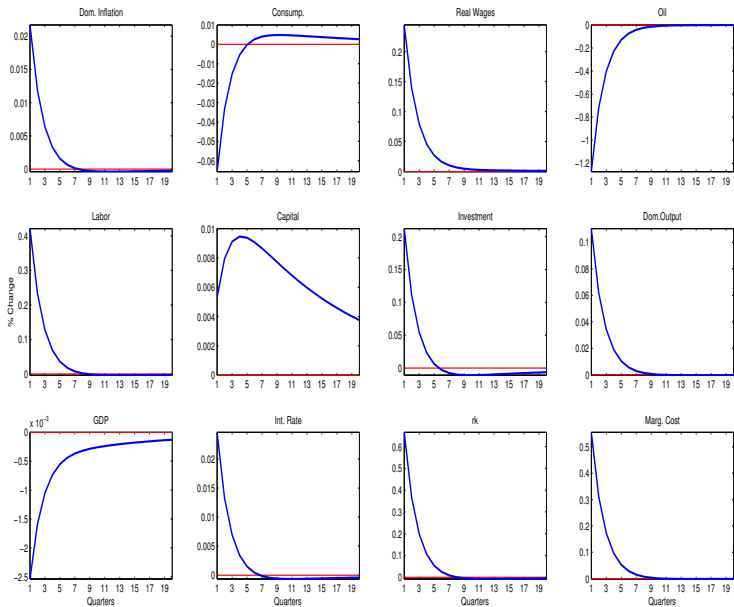 Dom. Inflation
0.02
0.015
0.01
0.005
0
1 3 5 7 9 11 13 15 17 19
Consump.
0.01
0
−0.01
−0.02
−0.03
−0.04
−0.05
−0.06
1 3 5 7 9 11 13 15 17 19
Real Wages
0.2
0.15
0.1
0.05
0
1 3 5 7 9 11 13 15 17 19
Oil
0
−0.2
−0.4
−0.6
−0.8
−1
−1.2
1 3 5 7 9 11 13 15 17 19
Labor
% Change
0.4
0.3
0.2
0.1
0
1 3 5 7 9 11 13 15 17 19
Capital
0.01
0.008
0.006
0.004
0.002
0
1 3 5 7 9 11 13 15 17 19
Investment
0.2
0.15
0.1
0.05
0
1 3 5 7 9 11 13 15 17 19
Dom.Output
0.1
0.08
0.06
0.04
0.02
0
1 3 5 7 9 11 13 15 17 19
GDP
x 10⁻³
0
−0.5
−1
−1.5
−2
−2.5
1 3 5 7 9 11 13 15 17 19
Quarters
Int. Rate
0.02
0.015
0.01
0.005
0
1 3 5 7 9 11 13 15 17 19
Quarters
rk
0.6
0.5
0.4
0.3
0.2
0.1
0
1 3 5 7 9 11 13 15 17 19
Quarters
Marg. Cost
0.5
0.4
0.3
0.2
0.1
0
1 3 5 7 9 11 13 15 17 19
Quarters